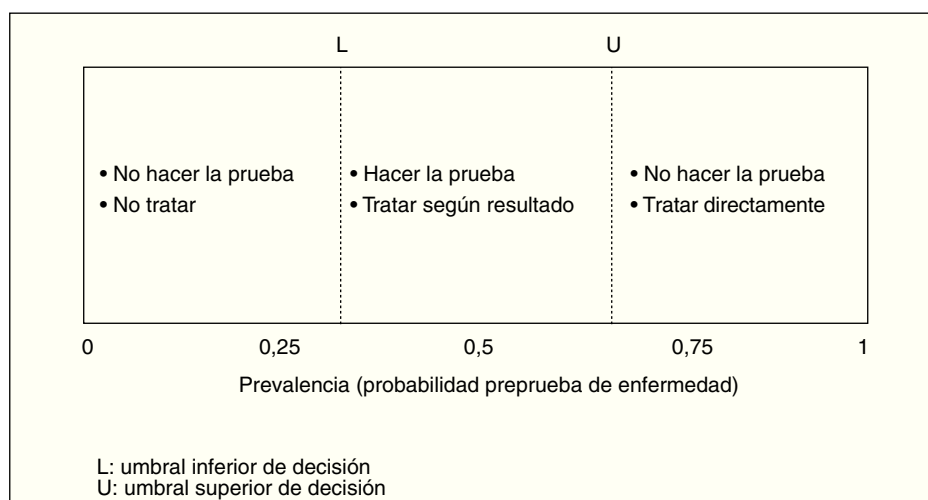 L U
• No hacer la prueba • Hacer la prueba • No hacer la prueba
• No tratar • Tratar según resultado • Tratar directamente
0 0,25 0,5 0,75 1
Prevalencia (probabilidad preprueba de enfermedad)
L: umbral inferior de decisión
U: umbral superior de decisión